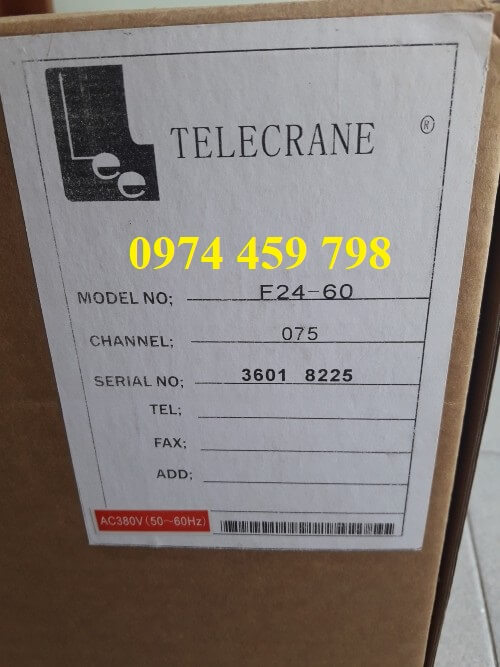 Lee
TELECRANE ®
0974 459 798
MODEL NO; F24-60
CHANNEL; 075
SERIAL NO; 3601 8225
TEL;
FAX;
ADD;
AC380V(50~60Hz)